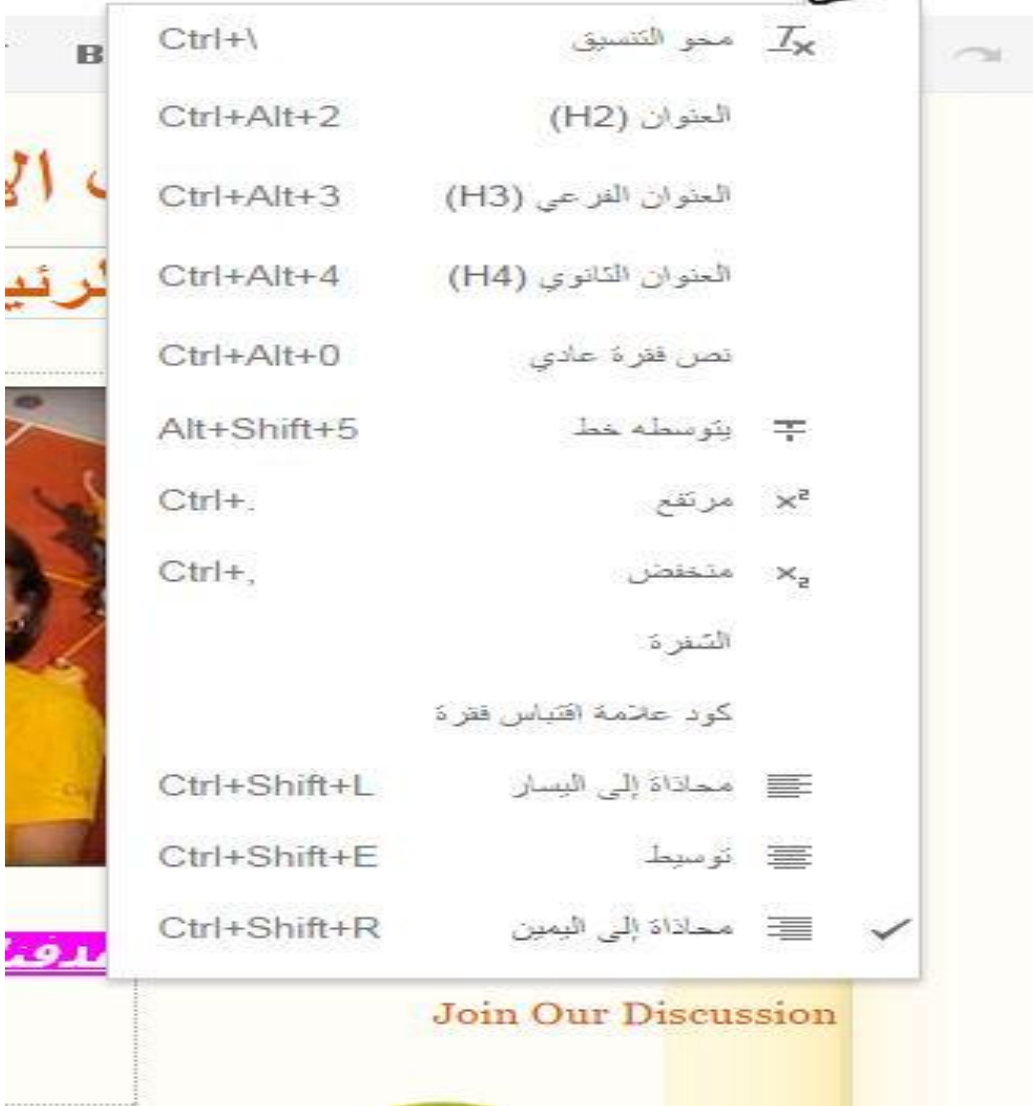 B
محو التنسيق Ctrl+\
العنوان (H2) Ctrl+Alt+2
العنوان الفرعي (H3) Ctrl+Alt+3
العنوان الثانوي (H4) Ctrl+Alt+4
نص فقرة عادي Ctrl+Alt+0
يتوسطه خط Alt+Shift+5
مرتفع Ctrl+.
منخفض Ctrl+,
الشفرة
كود علامة اقتباس فقرة
محاذاة إلى اليسار Ctrl+Shift+L
توسيط Ctrl+Shift+E
محاذاة إلى اليمين Ctrl+Shift+R
Join Our Discussion